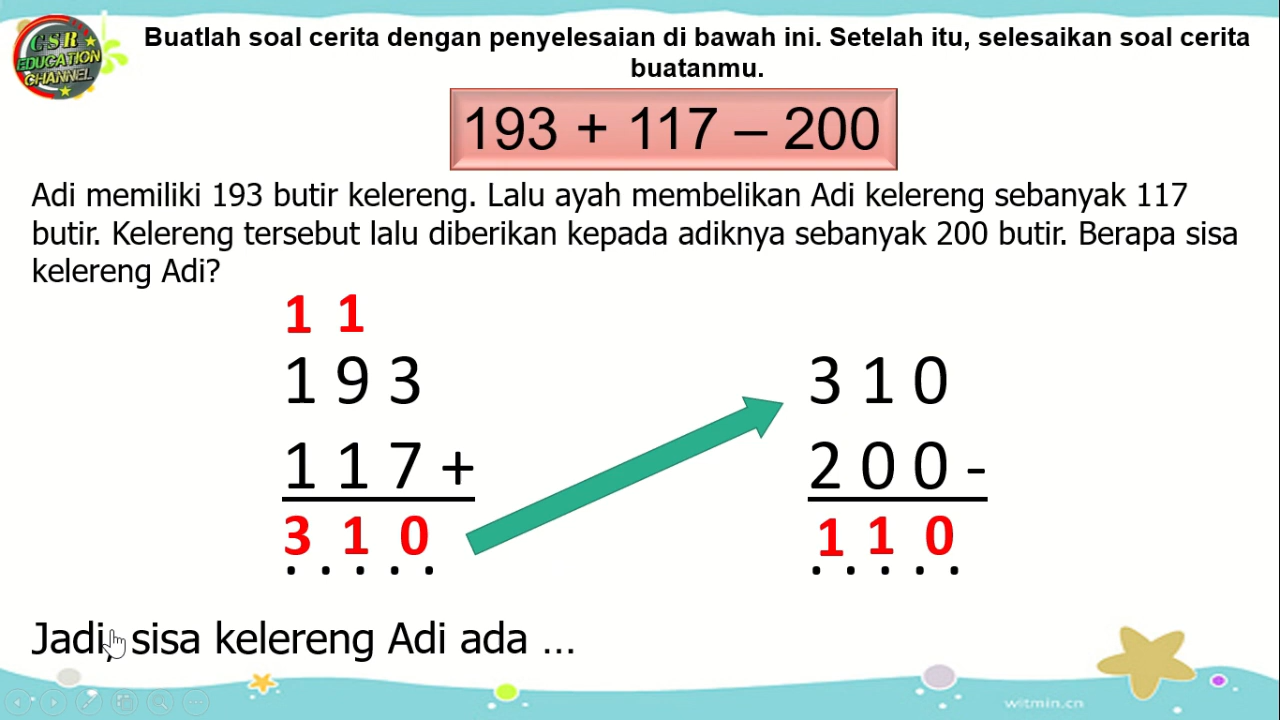 GSR
EDUCATION
CHANNEL
Buatlah soal cerita dengan penyelesaian di bawah ini. Setelah itu, selesaikan soal cerita
buatanmu.
193 + 117 – 200
Adi memiliki 193 butir kelereng. Lalu ayah membelikan Adi kelereng sebanyak 117
butir. Kelereng tersebut lalu diberikan kepada adiknya sebanyak 200 butir. Berapa sisa
kelereng Adi?
1 1
1 9 3
1 1 7 +
3 1 0
. . . . .
3 1 0
2 0 0 -
1 1 0
. . . . .
Jadi, sisa kelereng Adi ada ...
witmin.cn